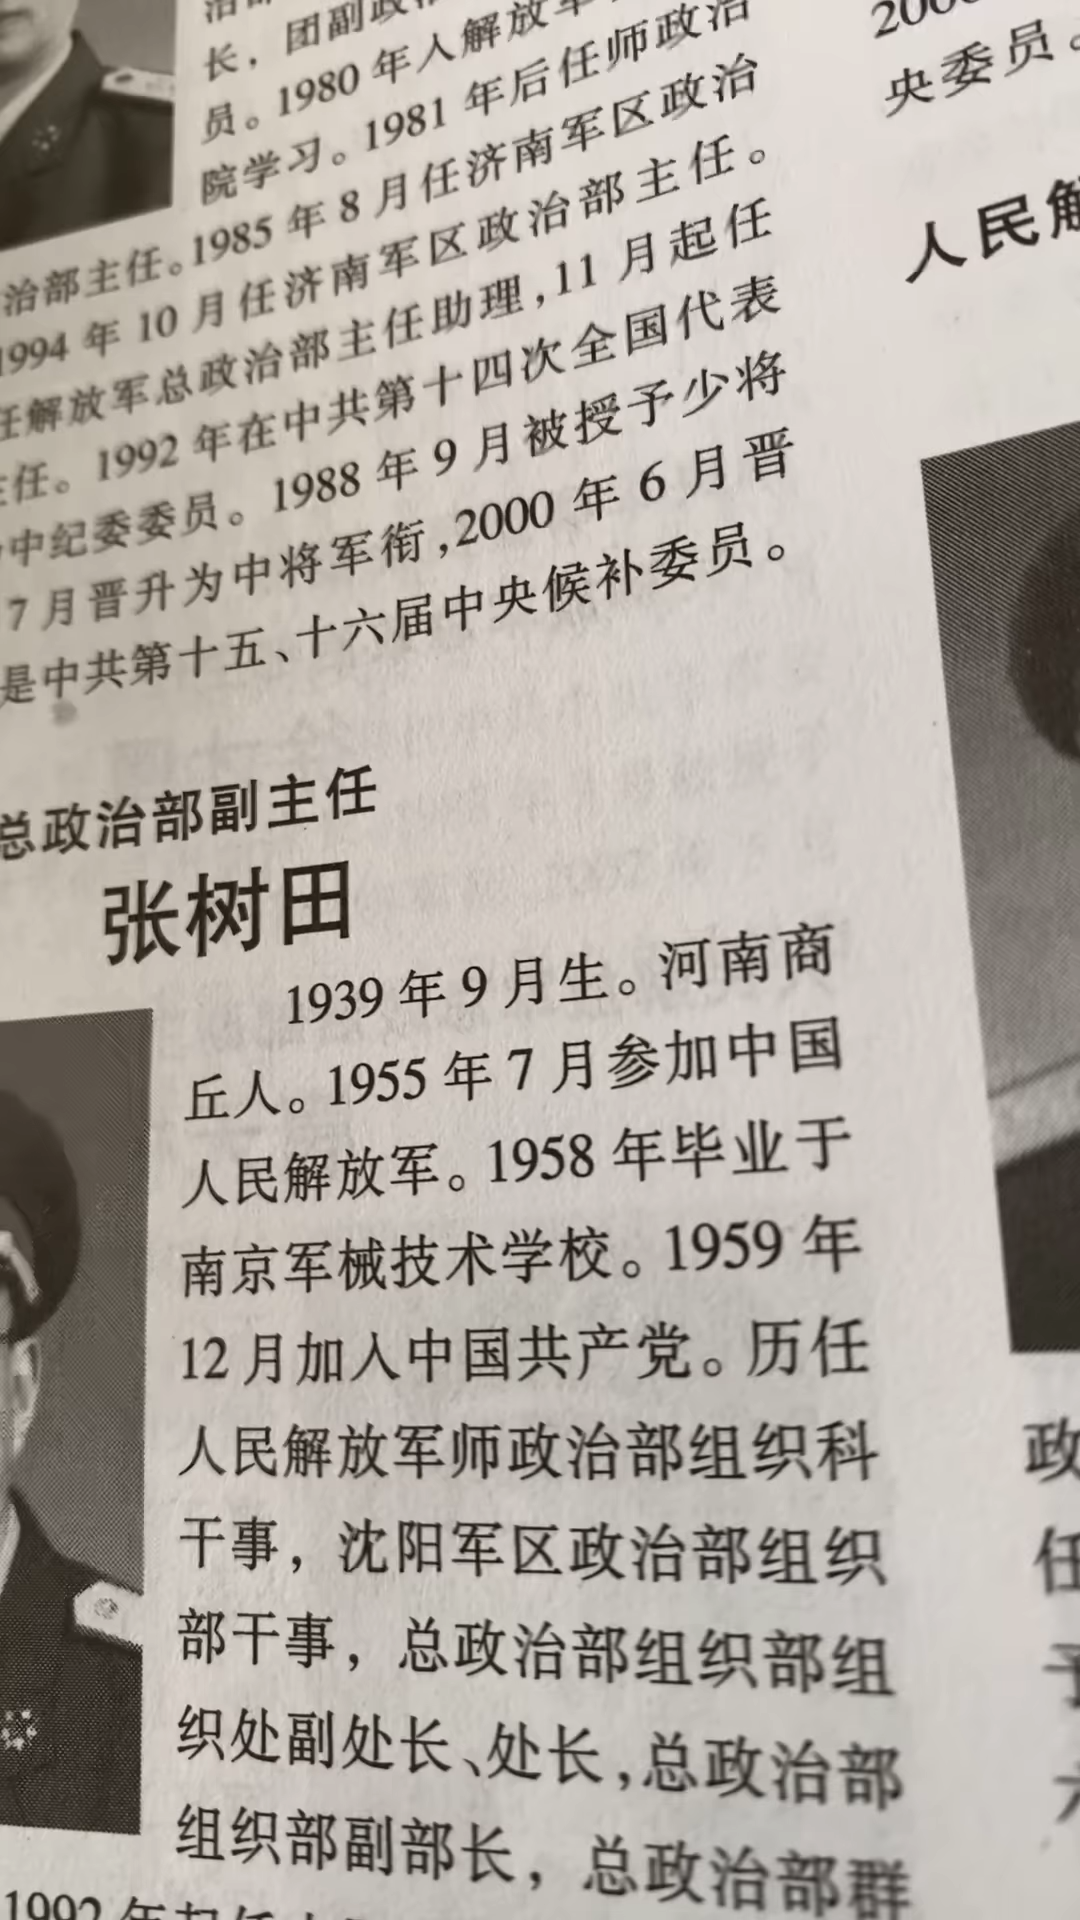 长，团副政
员。1980 年人解放军
院学习。1981 年后任师政治
治部主任。1985 年 8 月任济南军区政治
1994 年 10 月任济南军区政治部主任。
任解放军总政治部主任助理，11 月起任
主任。1992 年在中共第十四次全国代表
中纪委委员。1988 年 9 月被授予少将
7 月晋升为中将军衔，2000 年 6 月晋
是中共第十五、十六届中央候补委员。
总政治部副主任
张树田
1939 年 9 月生。河南商
丘人。1955 年 7 月参加中国
人民解放军。1958 年毕业于
南京军械技术学校。1959 年
12 月加入中国共产党。历任
人民解放军师政治部组织科
干事，沈阳军区政治部组织
部干事，总政治部组织部组
织处副处长、处长，总政治部
组织部副部长，总政治部群
1992 年起任
央委员。
人民解
政
任